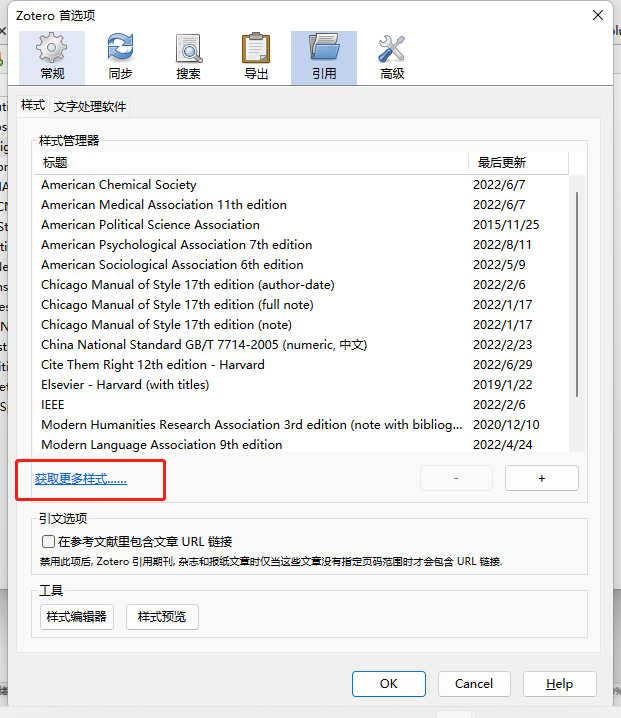 Zotero 首选项
常规 同步 搜索 导出 引用 高级
样式 文字处理软件
样式管理器
标题 最后更新
American Chemical Society 2022/6/7
American Medical Association 11th edition 2022/6/7
American Political Science Association 2015/11/25
American Psychological Association 7th edition 2022/8/11
American Sociological Association 6th edition 2022/5/9
Chicago Manual of Style 17th edition (author-date) 2022/2/6
Chicago Manual of Style 17th edition (full note) 2022/1/17
Chicago Manual of Style 17th edition (note) 2022/1/17
China National Standard GB/T 7714-2005 (numeric, 中文) 2022/2/23
Cite Them Right 12th edition - Harvard 2022/6/29
Elsevier - Harvard (with titles) 2019/1/22
IEEE 2022/2/6
Modern Humanities Research Association 3rd edition (note with bibliog... 2020/12/10
Modern Language Association 9th edition 2022/4/24
获取更多样式...... - +
引文选项
在参考文献里包含文章 URL 链接
禁用此项后, Zotero 引用期刊, 杂志和报纸文章时仅当这些文章没有指定页码范围时才会包含 URL 链接.
工具
样式编辑器 样式预览
OK Cancel Help